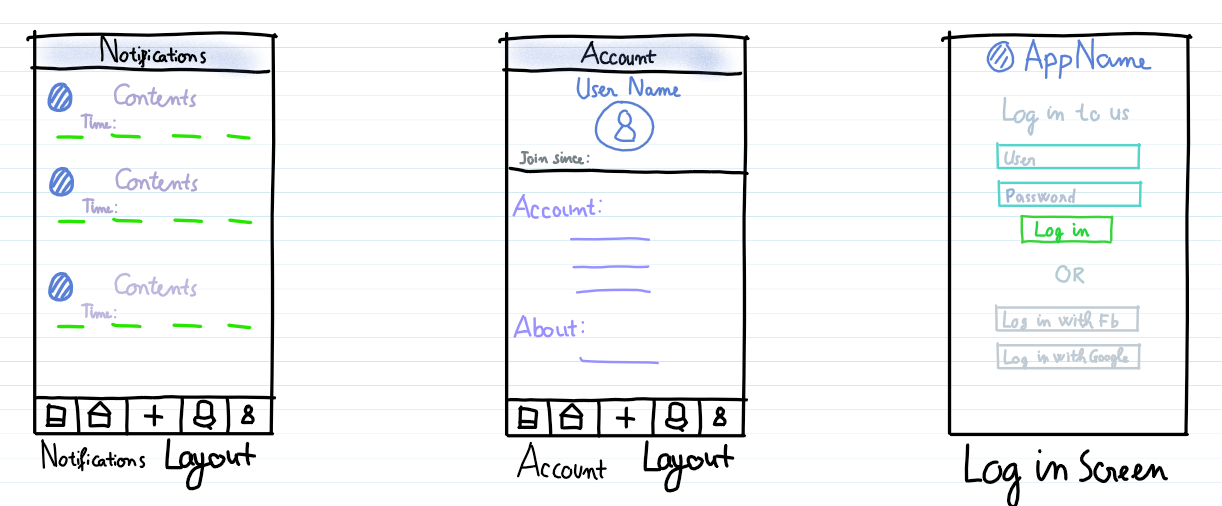 Notifications
Contents
Time:
Contents
Time:
Contents
Time:
Notifications Layout
Account
User Name
Join since:
Account:
About:
Account Layout
AppName
Log in to us
User
Password
Log in
OR
Log in with Fb
Log in with Google
Log in Screen